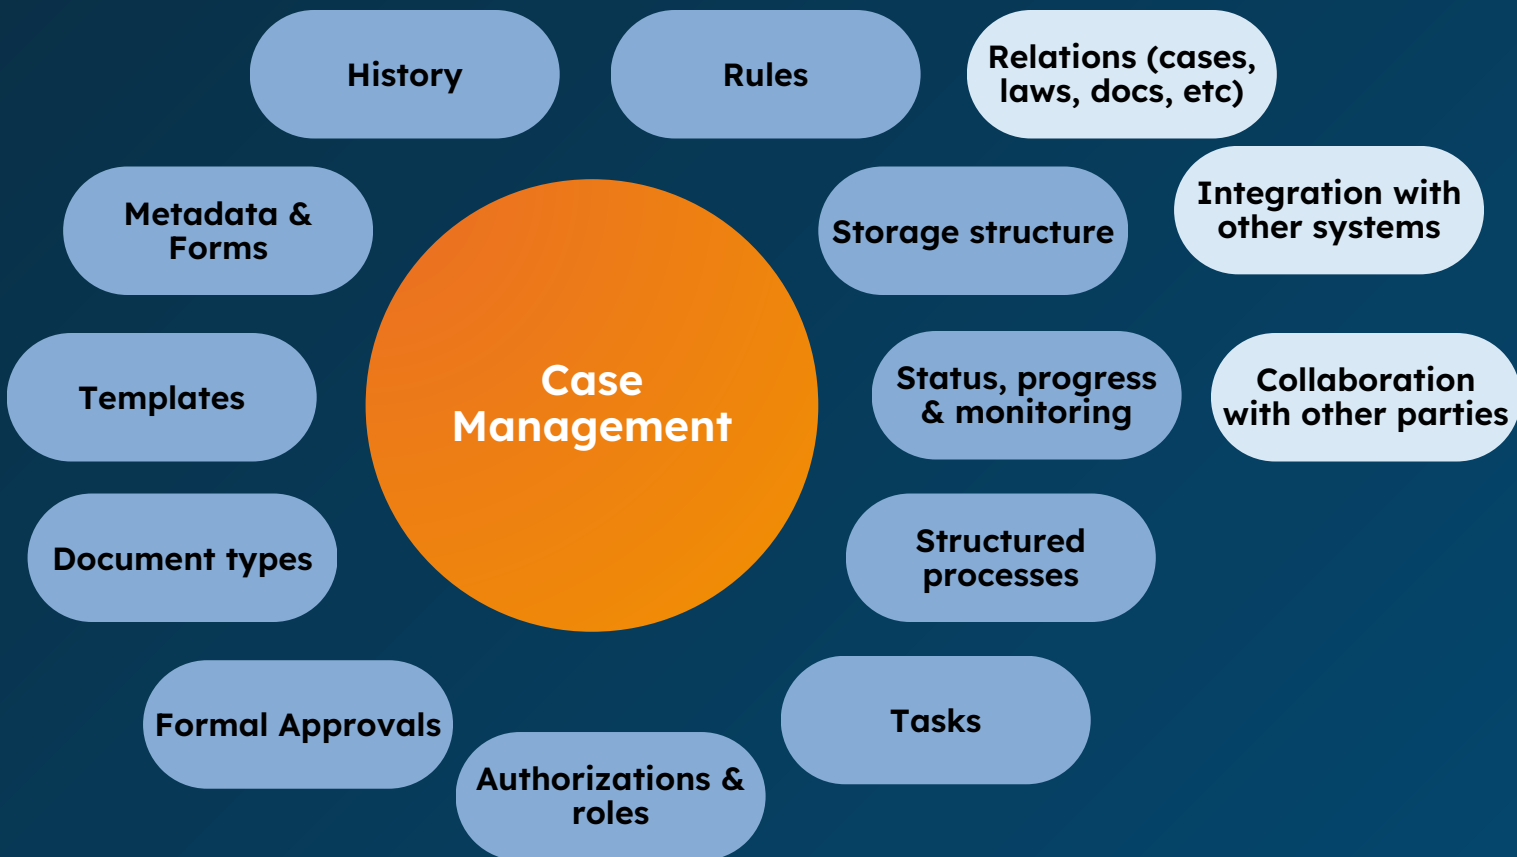 History
Rules
Relations (cases,
laws, docs, etc)
Metadata &
Forms
Storage structure
Integration with
other systems
Templates
Case
Management
Status, progress
& monitoring
Collaboration
with other parties
Document types
Structured
processes
Formal Approvals
Authorizations &
roles
Tasks